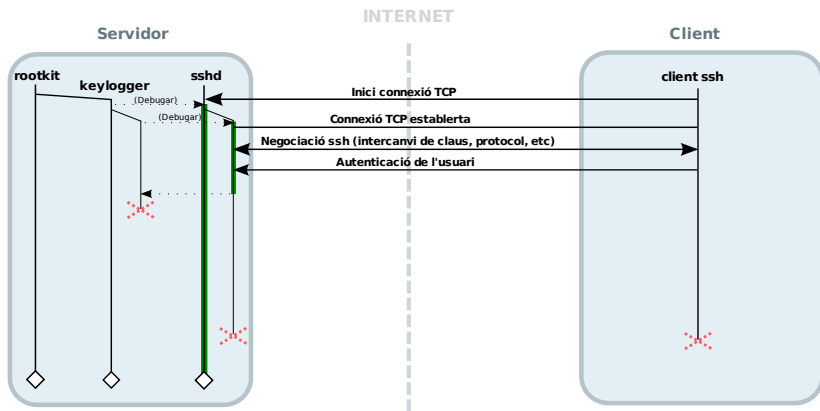 INTERNET
Servidor
Client
rootkit
keylogger
sshd
client ssh
Inici connexió TCP
(Debugar)
(Debugar)
Connexió TCP establerta
Negociació ssh (intercanvi de claus, protocol, etc)
Autenticació de l'usuari